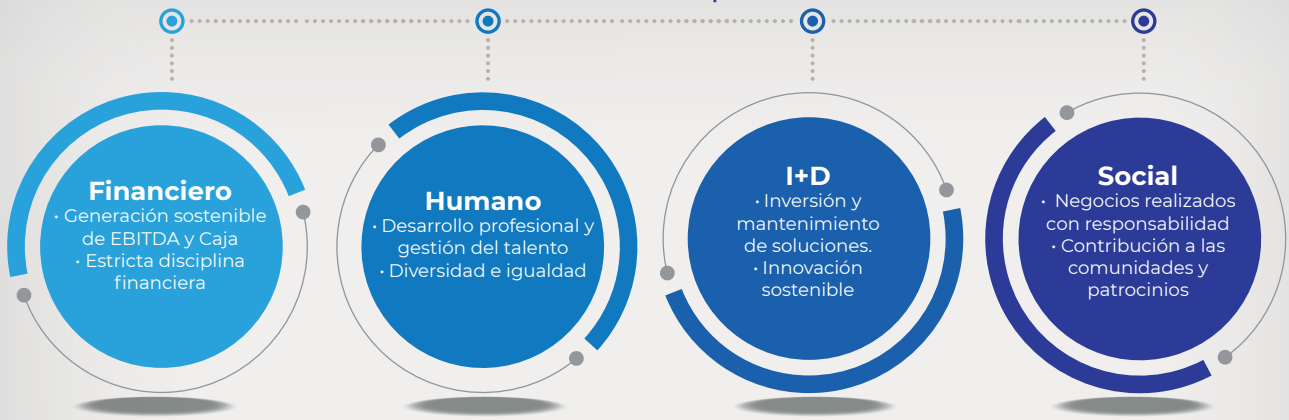 Financiero
• Generación sostenible
de EBITDA y Caja
• Estricta disciplina
financiera
Humano
• Desarrollo profesional y
gestión del talento
• Diversidad e igualdad
I+D
• Inversión y
mantenimiento
de soluciones.
• Innovación
sostenible
Social
• Negocios realizados
con responsabilidad
• Contribución a las
comunidades y
patrocinios